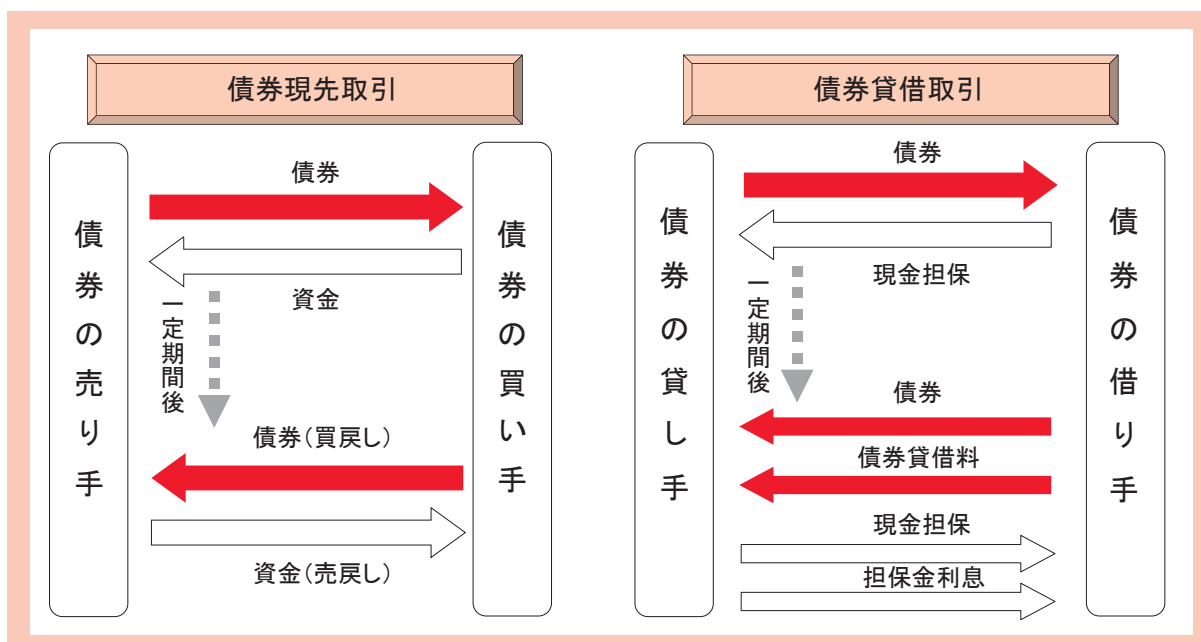 債券現先取引
債券の売り手
債券
資金
一定期間後
債券（買戻し）
資金（売戻し）
債券の買い手
債券貸借取引
債券の貸し手
債券
現金担保
一定期間後
債券
債券貸借料
現金担保
担保金利息
債券の借り手